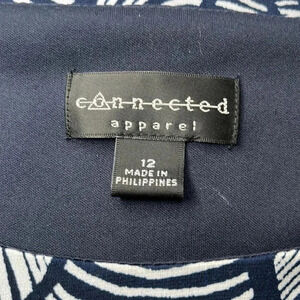 connected
apparel
12
MADE IN
PHILIPPINES